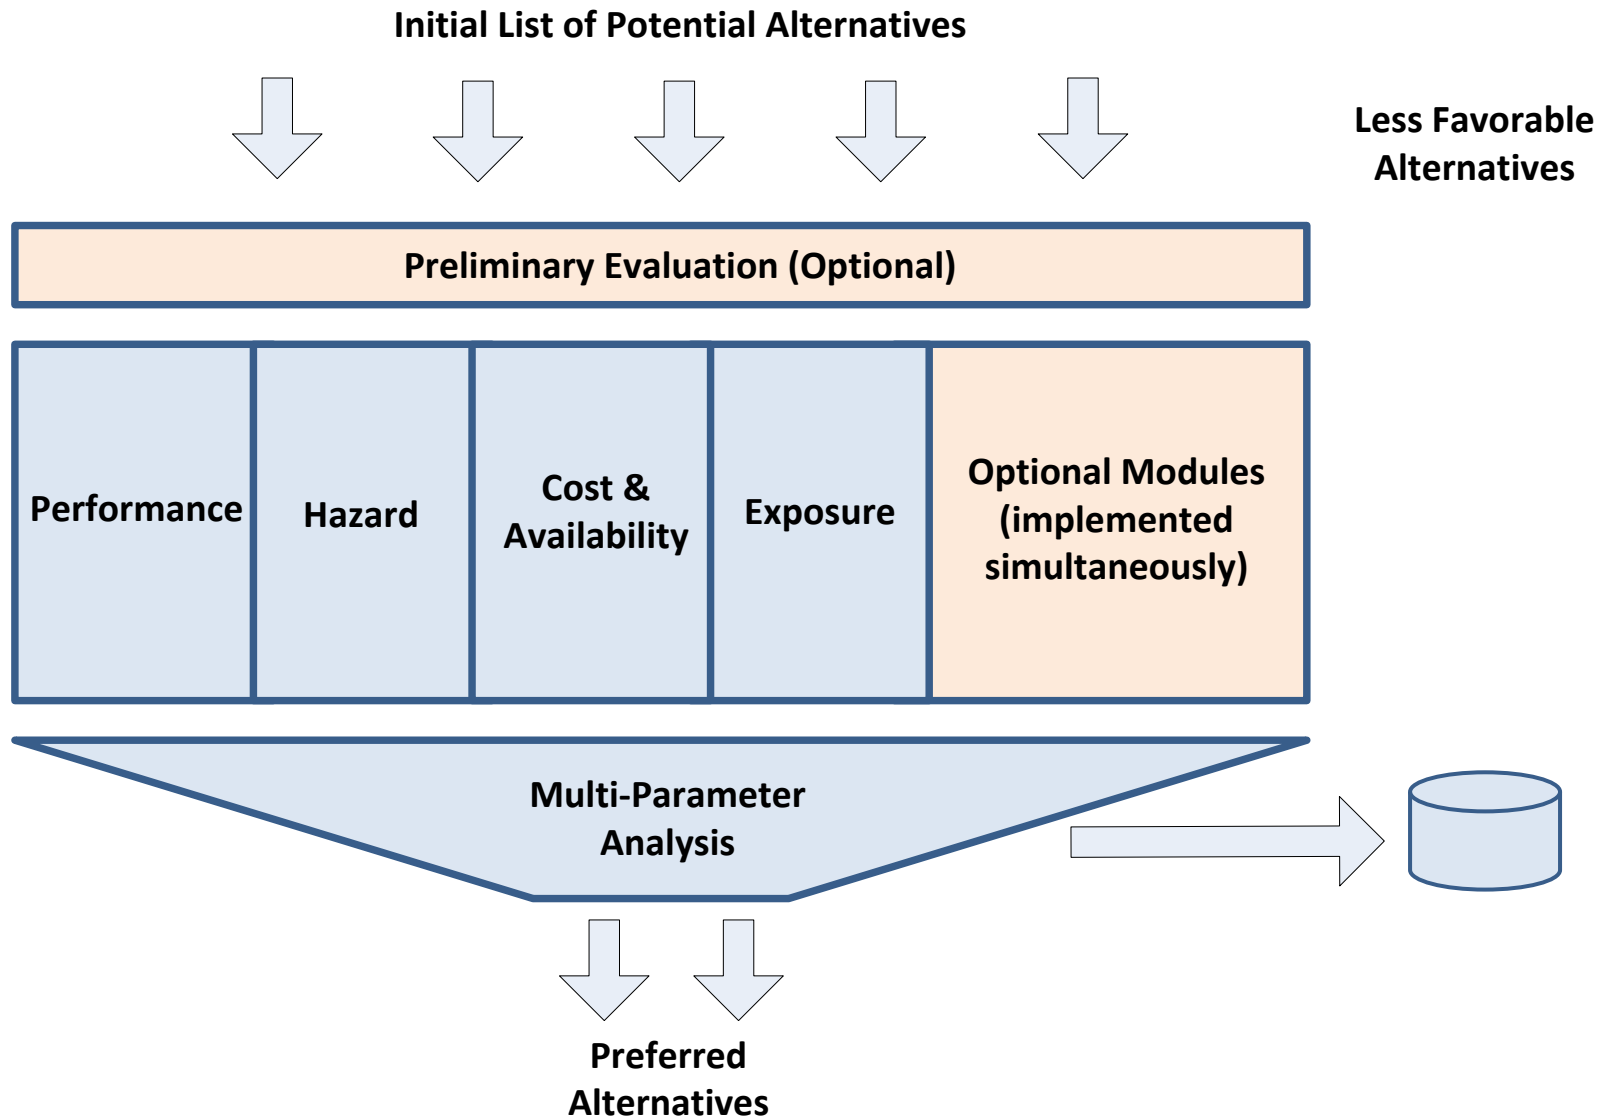 Initial List of Potential Alternatives
Less Favorable
Alternatives
Preliminary Evaluation (Optional)
Performance
Hazard
Cost &
Availability
Exposure
Optional Modules
(implemented
simultaneously)
Multi-Parameter
Analysis
Preferred
Alternatives